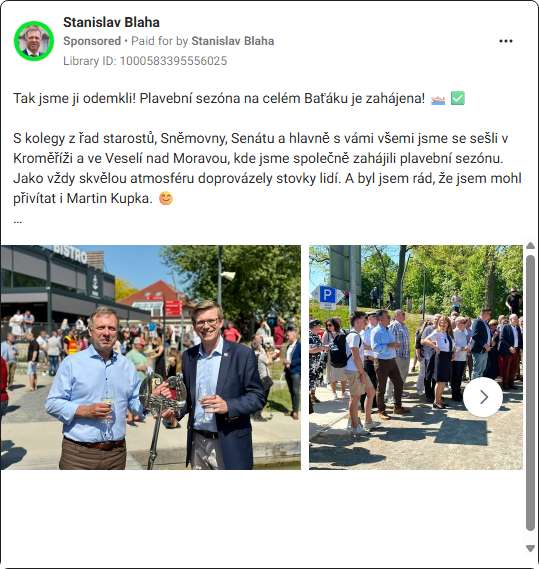 Stanislav Blaha
Sponsored • Paid for by Stanislav Blaha
Library ID: 1000583395556025
Tak jsme ji odemkli! Plavební sezóna na celém Baťáku je zahájena! 🚤 ✅
S kolegy z řad starostů, Sněmovny, Senátu a hlavně s vámi všemi jsme se sešli v
Kroměříži a ve Veselí nad Moravou, kde jsme společně zahájili plavební sezónu.
Jako vždy skvělou atmosféru doprovázely stovky lidí. A byl jsem rád, že jsem mohl
přivítat i Martin Kupka. 😊
...
BISTRO
P